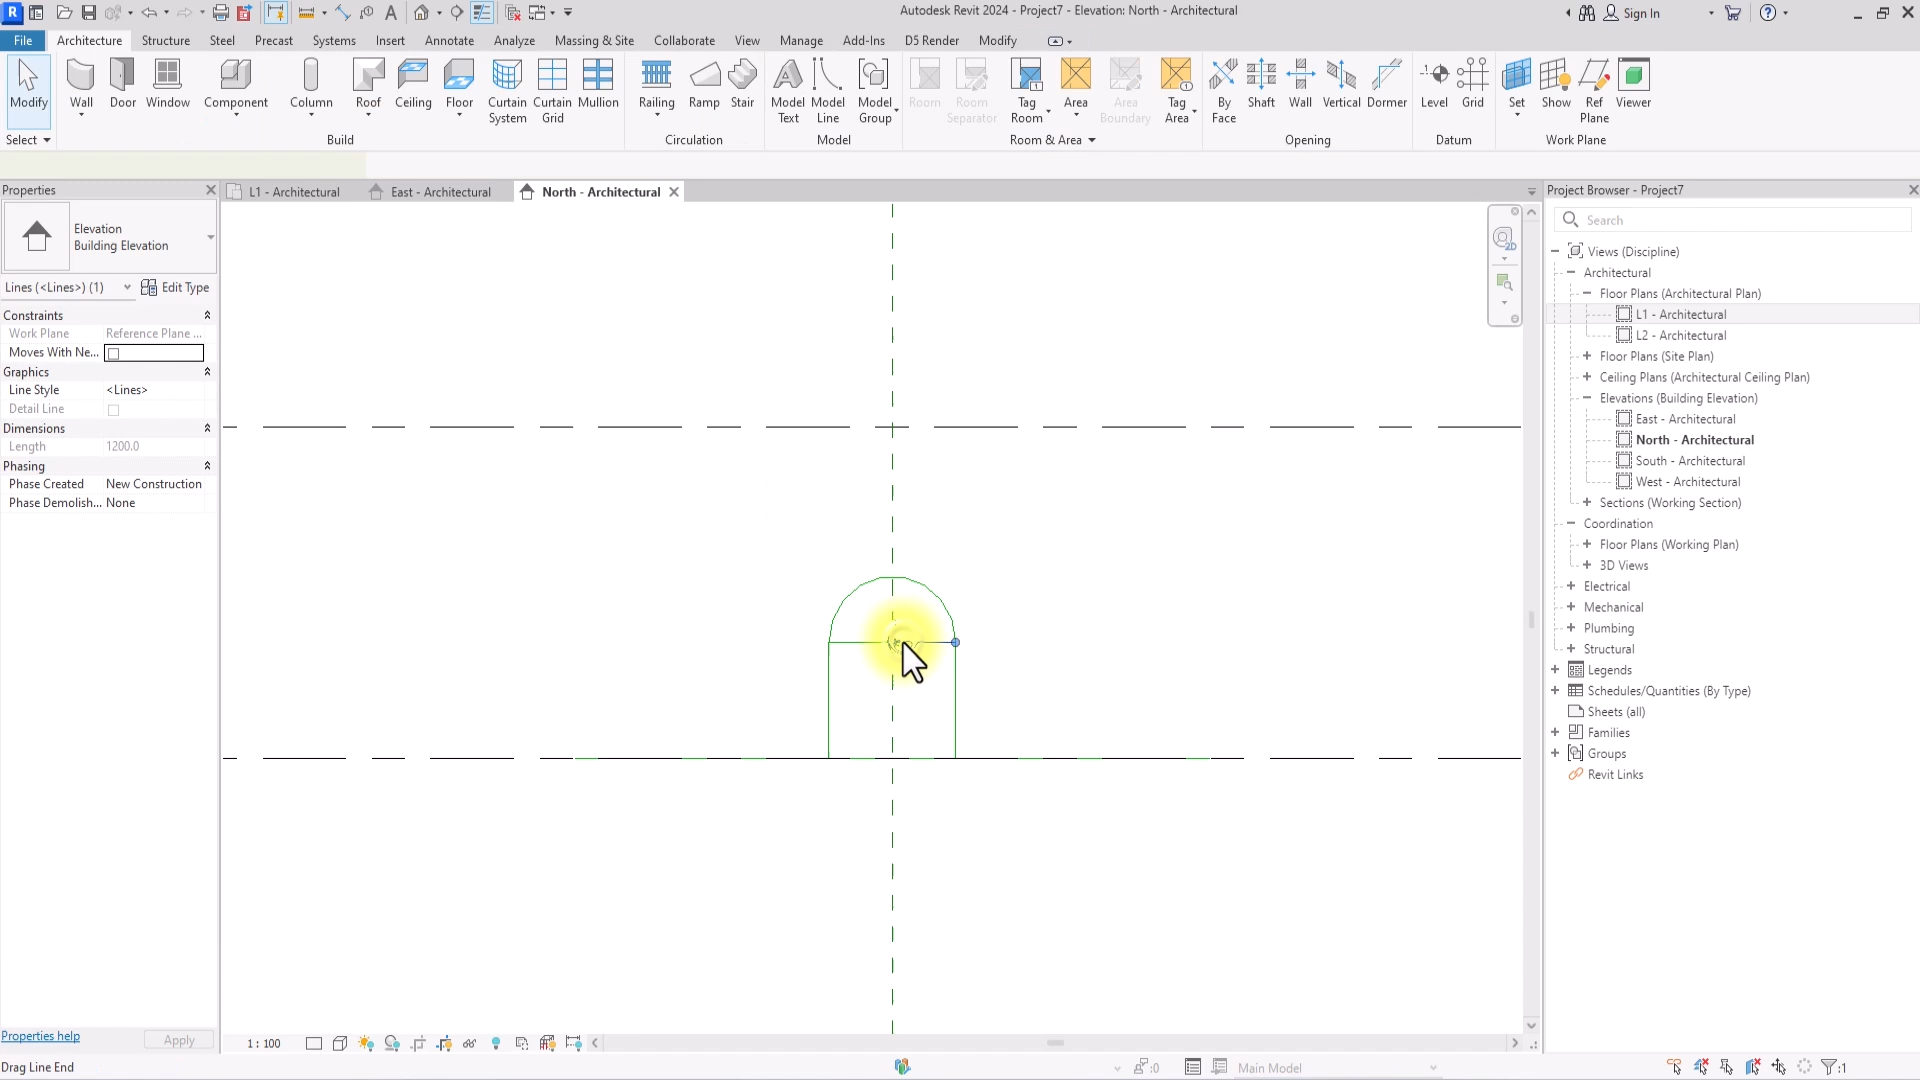 Autodesk Revit 2024 - Project7 - Elevation: North - Architectural
Sign In
File Architecture Structure Steel Precast Systems Insert Annotate Analyze Massing & Site Collaborate View Manage Add-Ins D5 Render Modify
Modify Wall Door Window Component Column Roof Ceiling Floor Curtain System Curtain Grid Mullion Railing Ramp Stair Model Text Model Line Model Group Room Room Separator Tag Room Area Area Boundary Tag Area By Face Shaft Wall Vertical Dormer Level Grid Set Show Ref Plane Viewer
Select Build Circulation Model Room & Area Opening Datum Work Plane
Properties
Elevation
Building Elevation
Lines (<Lines>) (1) Edit Type
Constraints
Work Plane Reference Plane ...
Moves With Ne...
Graphics
Line Style <Lines>
Detail Line
Dimensions
Length 1200.0
Phasing
Phase Created New Construction
Phase Demolish... None
Properties help Apply
L1 - Architectural East - Architectural North - Architectural
2D
Project Browser - Project7
Search
Views (Discipline)
Architectural
Floor Plans (Architectural Plan)
L1 - Architectural
L2 - Architectural
Floor Plans (Site Plan)
Ceiling Plans (Architectural Ceiling Plan)
Elevations (Building Elevation)
East - Architectural
North - Architectural
South - Architectural
West - Architectural
Sections (Working Section)
Coordination
Floor Plans (Working Plan)
3D Views
Electrical
Mechanical
Plumbing
Structural
Legends
Schedules/Quantities (By Type)
Sheets (all)
Families
Groups
Revit Links
1 : 100
Drag Line End
:0
Main Model
:1